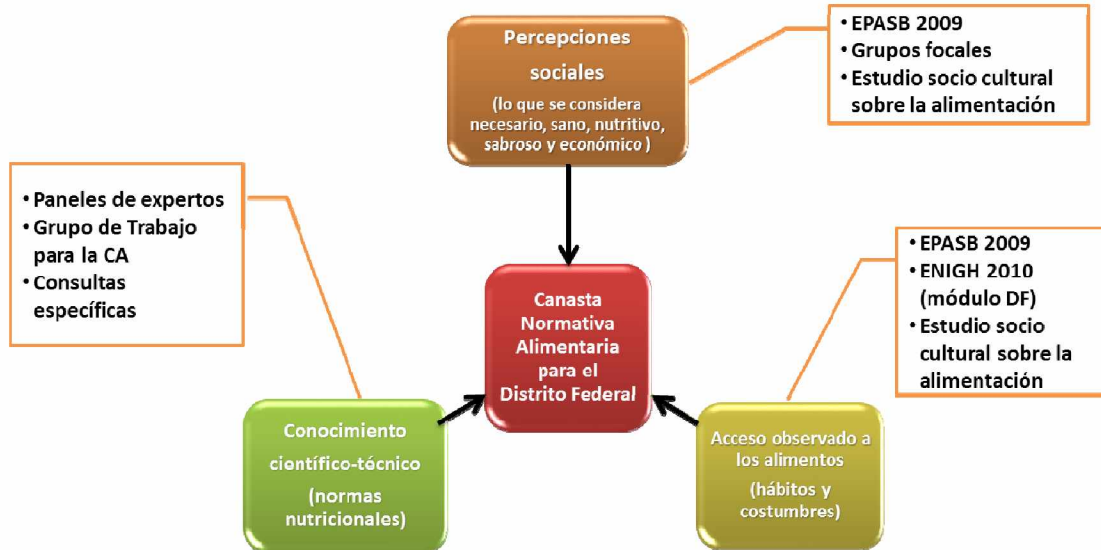 Percepciones
sociales
(lo que se considera
necesario, sano, nutritivo,
sabroso y económico )
• EPASB 2009
• Grupos focales
• Estudio socio cultural
sobre la alimentación
• Paneles de expertos
• Grupo de Trabajo
para la CA
• Consultas
específicas
Canasta
Normativa
Alimentaria
para el
Distrito Federal
• EPASB 2009
• ENIGH 2010
(módulo DF)
• Estudio socio
cultural sobre la
alimentación
Conocimiento
científico-técnico
(normas
nutricionales)
Acceso observado a
los alimentos
(hábitos y
costumbres)